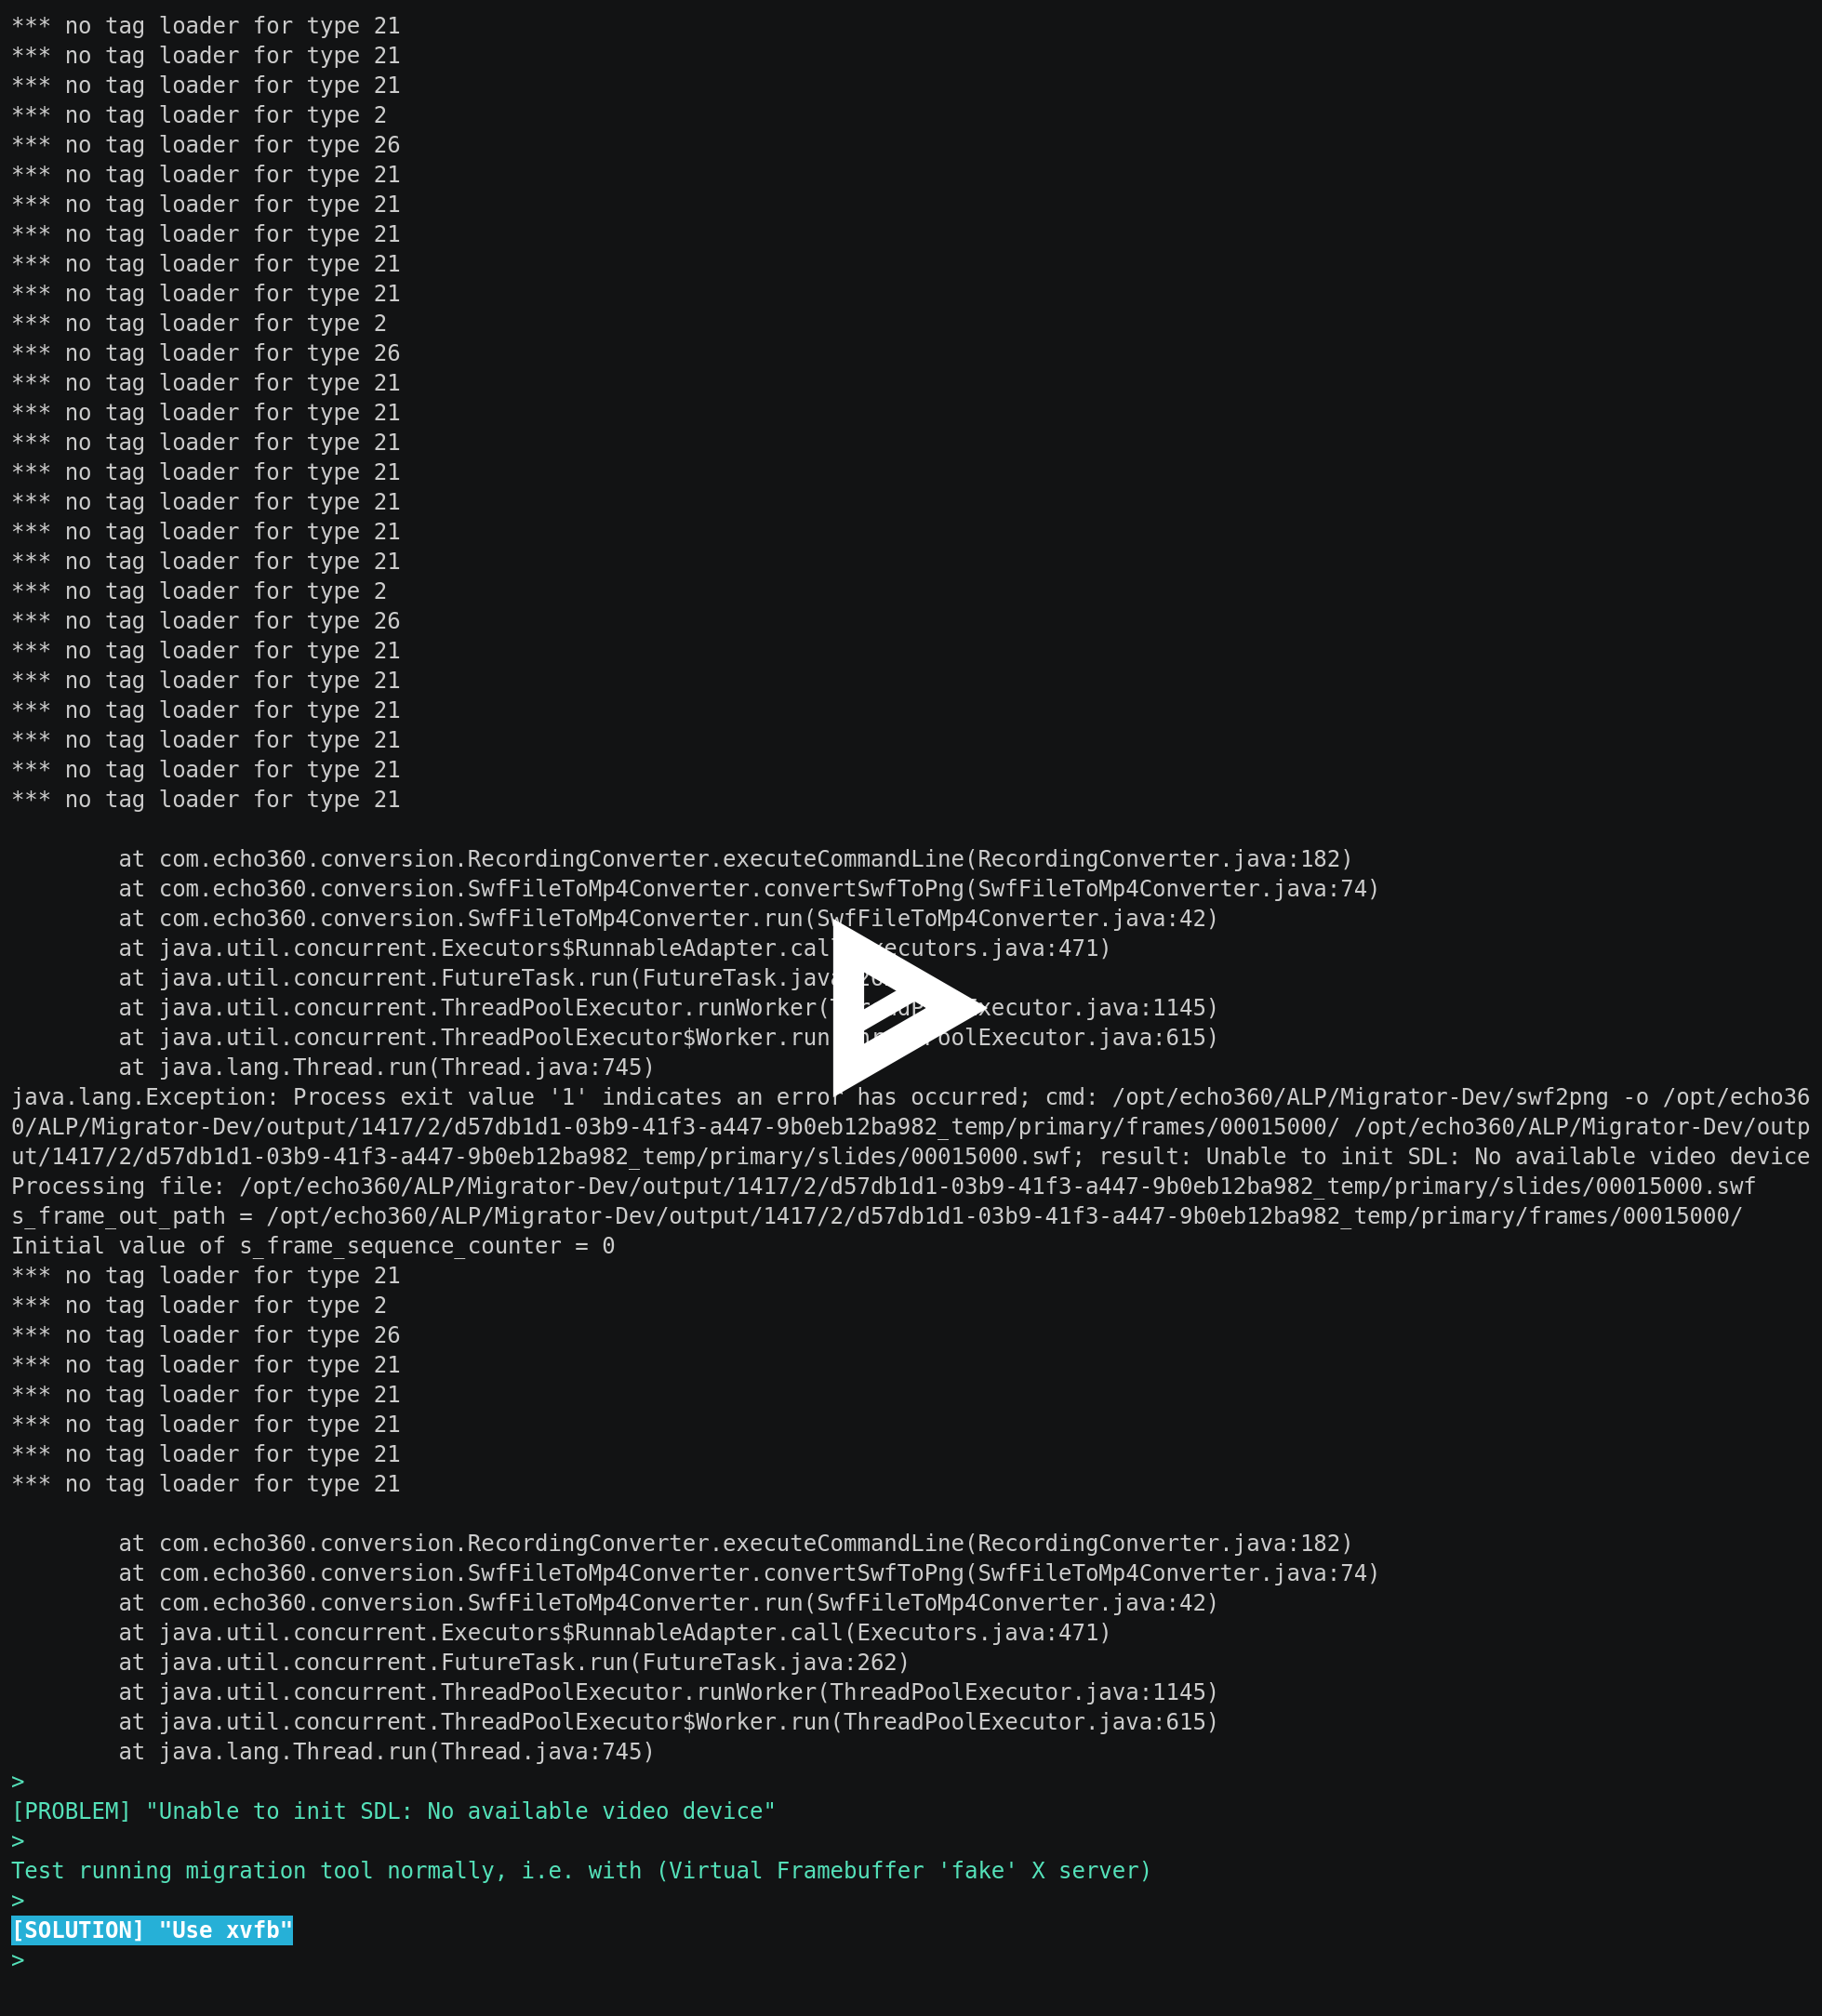 *** no tag loader for type 21
*** no tag loader for type 21
*** no tag loader for type 21
*** no tag loader for type 2
*** no tag loader for type 26
*** no tag loader for type 21
*** no tag loader for type 21
*** no tag loader for type 21
*** no tag loader for type 21
*** no tag loader for type 21
*** no tag loader for type 2
*** no tag loader for type 26
*** no tag loader for type 21
*** no tag loader for type 21
*** no tag loader for type 21
*** no tag loader for type 21
*** no tag loader for type 21
*** no tag loader for type 21
*** no tag loader for type 21
*** no tag loader for type 2
*** no tag loader for type 26
*** no tag loader for type 21
*** no tag loader for type 21
*** no tag loader for type 21
*** no tag loader for type 21
*** no tag loader for type 21
*** no tag loader for type 21
at com.echo360.conversion.RecordingConverter.executeCommandLine(RecordingConverter.java:182)
at com.echo360.conversion.SwfFileToMp4Converter.convertSwfToPng(SwfFileToMp4Converter.java:74)
at com.echo360.conversion.SwfFileToMp4Converter.run(SwfFileToMp4Converter.java:42)
at java.util.concurrent.Executors$RunnableAdapter.call(Executors.java:471)
at java.util.concurrent.FutureTask.run(FutureTask.java
at java.util.concurrent.ThreadPoolExecutor.runWorker(ThreadPoolExecutor.java:1145)
at java.util.concurrent.ThreadPoolExecutor$Worker.run(ThreadPoolExecutor.java:615)
at java.lang.Thread.run(Thread.java:745)
java.lang.Exception: Process exit value '1' indicates an error has occurred; cmd: /opt/echo360/ALP/Migrator-Dev/swf2png -o /opt/echo36
0/ALP/Migrator-Dev/output/1417/2/d57db1d1-03b9-41f3-a447-9b0eb12ba982_temp/primary/frames/00015000/ /opt/echo360/ALP/Migrator-Dev/outp
ut/1417/2/d57db1d1-03b9-41f3-a447-9b0eb12ba982_temp/primary/slides/00015000.swf; result: Unable to init SDL: No available video device
Processing file: /opt/echo360/ALP/Migrator-Dev/output/1417/2/d57db1d1-03b9-41f3-a447-9b0eb12ba982_temp/primary/slides/00015000.swf
s_frame_out_path = /opt/echo360/ALP/Migrator-Dev/output/1417/2/d57db1d1-03b9-41f3-a447-9b0eb12ba982_temp/primary/frames/00015000/
Initial value of s_frame_sequence_counter = 0
*** no tag loader for type 21
*** no tag loader for type 2
*** no tag loader for type 26
*** no tag loader for type 21
*** no tag loader for type 21
*** no tag loader for type 21
*** no tag loader for type 21
*** no tag loader for type 21
at com.echo360.conversion.RecordingConverter.executeCommandLine(RecordingConverter.java:182)
at com.echo360.conversion.SwfFileToMp4Converter.convertSwfToPng(SwfFileToMp4Converter.java:74)
at com.echo360.conversion.SwfFileToMp4Converter.run(SwfFileToMp4Converter.java:42)
at java.util.concurrent.Executors$RunnableAdapter.call(Executors.java:471)
at java.util.concurrent.FutureTask.run(FutureTask.java:262)
at java.util.concurrent.ThreadPoolExecutor.runWorker(ThreadPoolExecutor.java:1145)
at java.util.concurrent.ThreadPoolExecutor$Worker.run(ThreadPoolExecutor.java:615)
at java.lang.Thread.run(Thread.java:745)
>
[PROBLEM] "Unable to init SDL: No available video device"
>
Test running migration tool normally, i.e. with (Virtual Framebuffer 'fake' X server)
>
[SOLUTION] "Use xvfb"
>